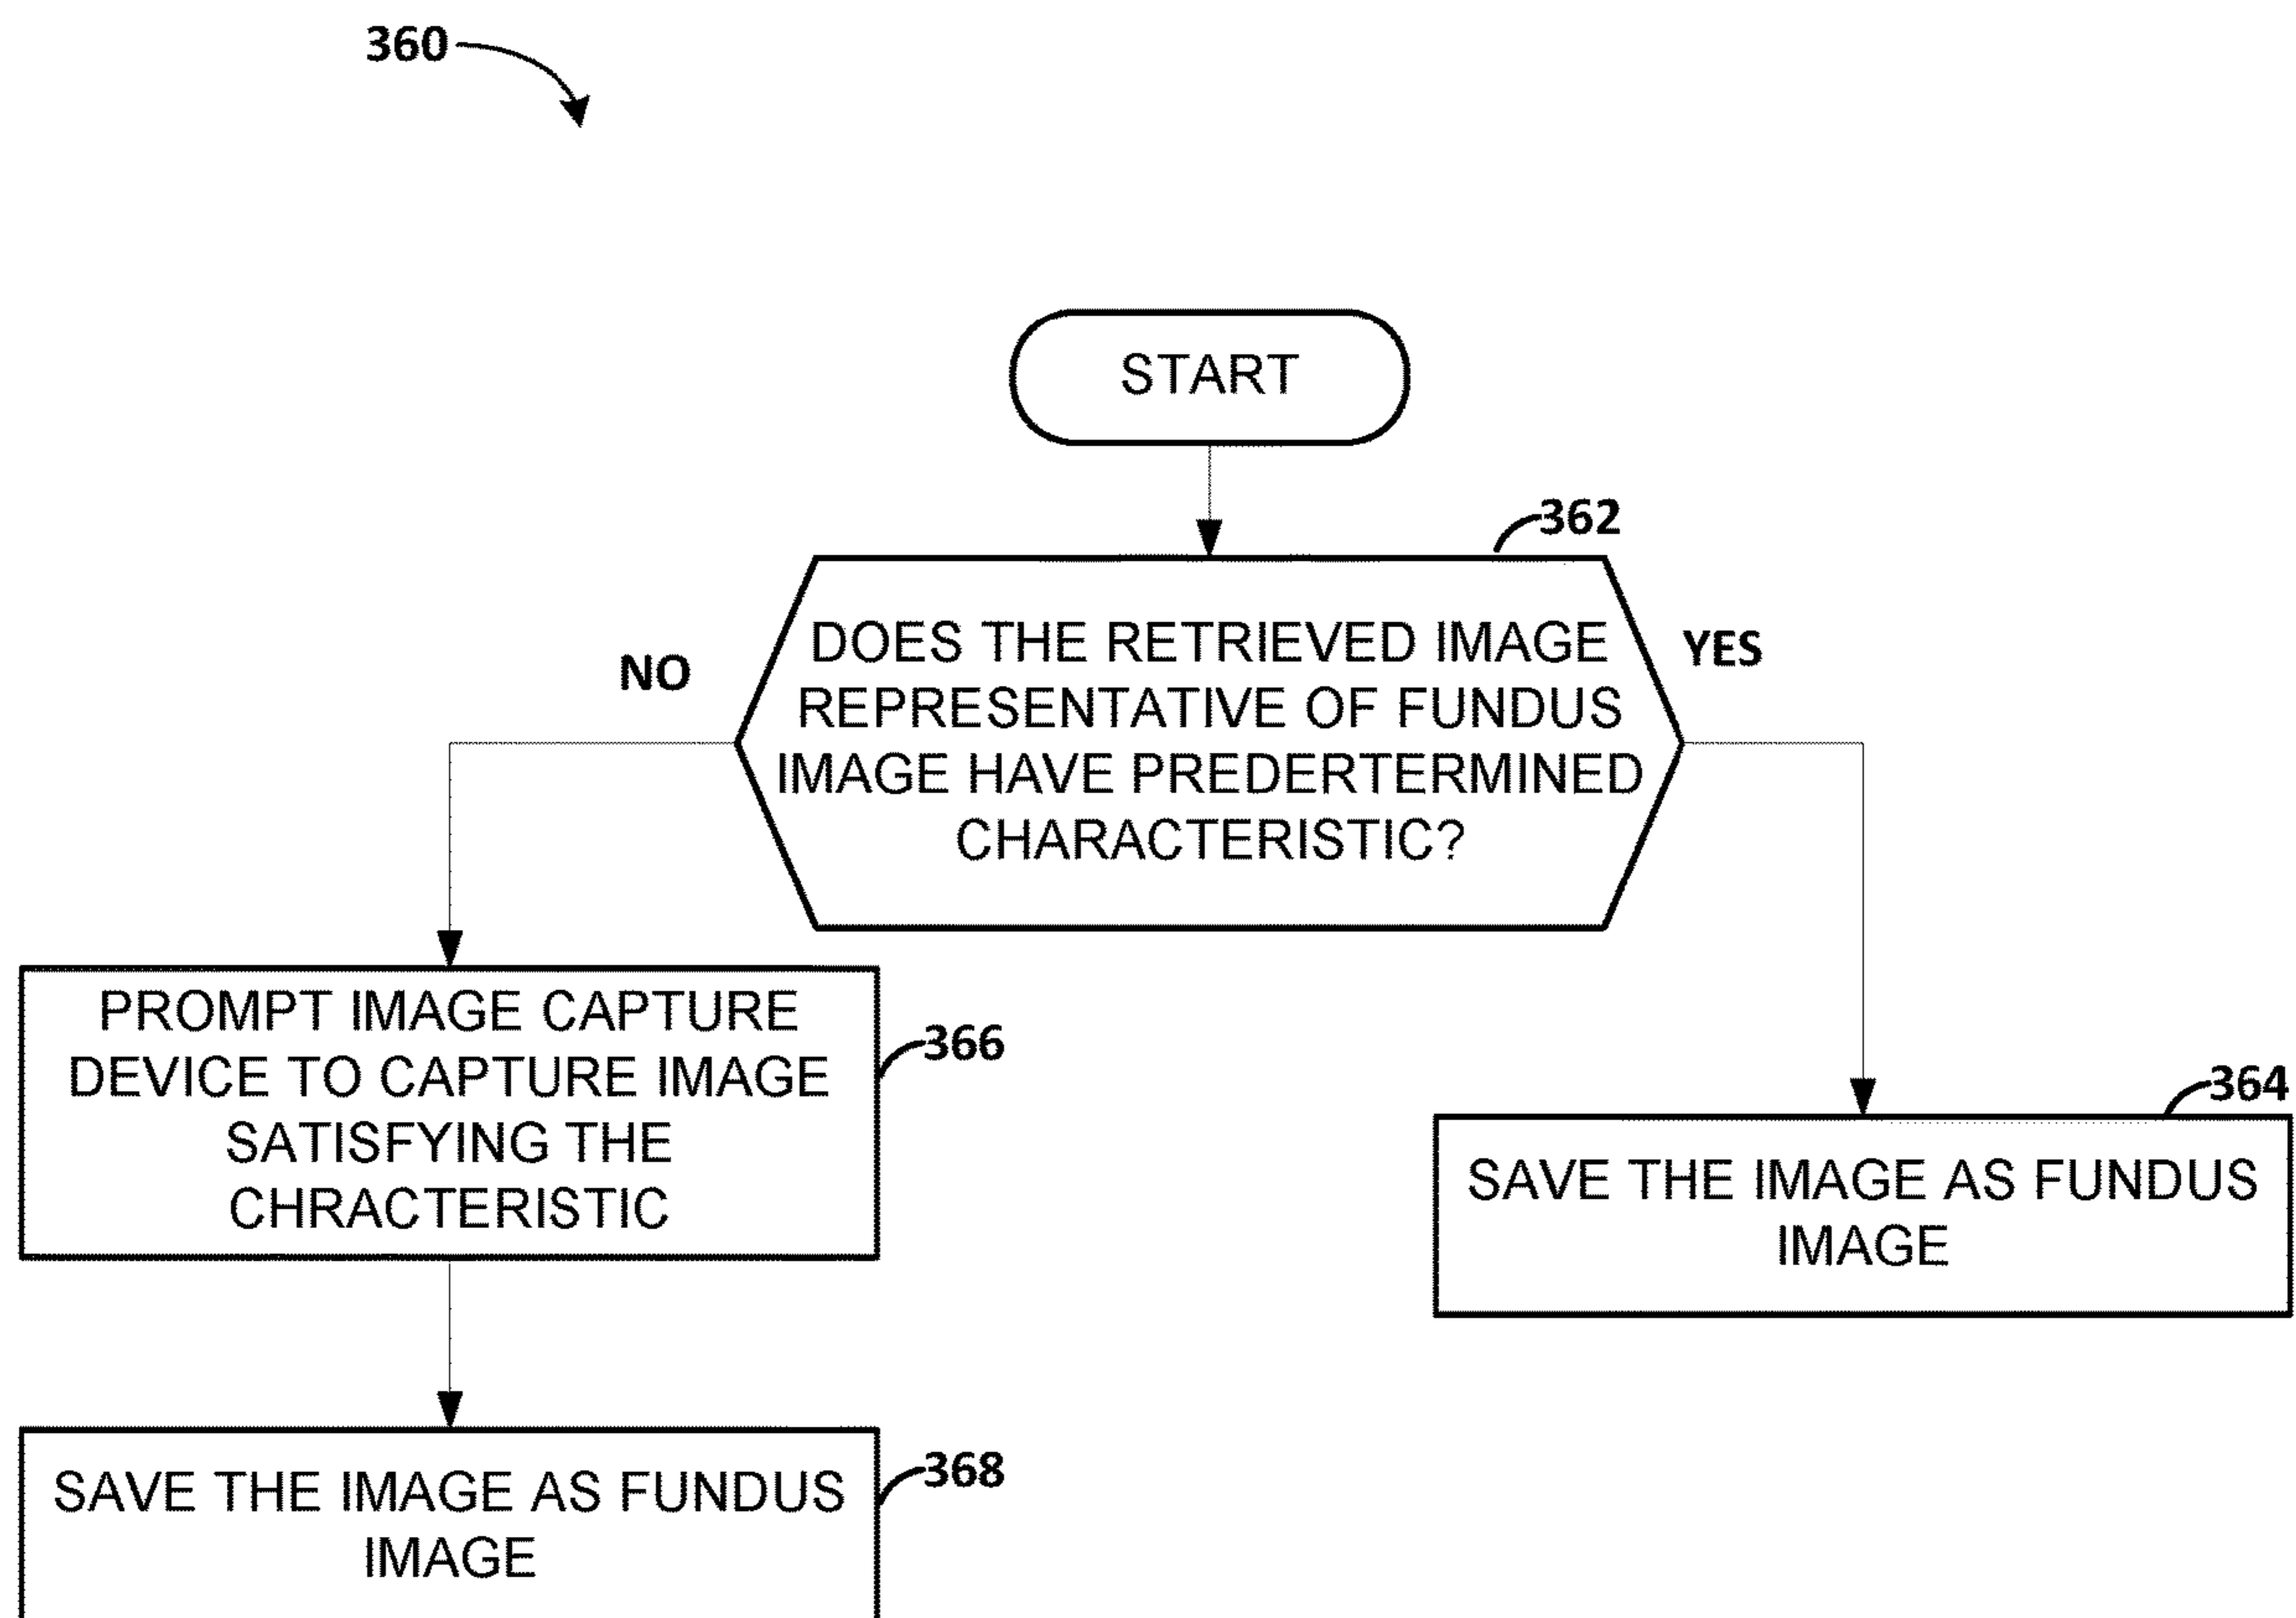 360
START
362
DOES THE RETRIEVED IMAGE
REPRESENTATIVE OF FUNDUS
IMAGE HAVE PREDERTERMINED
CHARACTERISTIC?
NO
YES
PROMPT IMAGE CAPTURE
DEVICE TO CAPTURE IMAGE
SATISFYING THE
CHRACTERISTIC
366
364
SAVE THE IMAGE AS FUNDUS
IMAGE
368
SAVE THE IMAGE AS FUNDUS
IMAGE